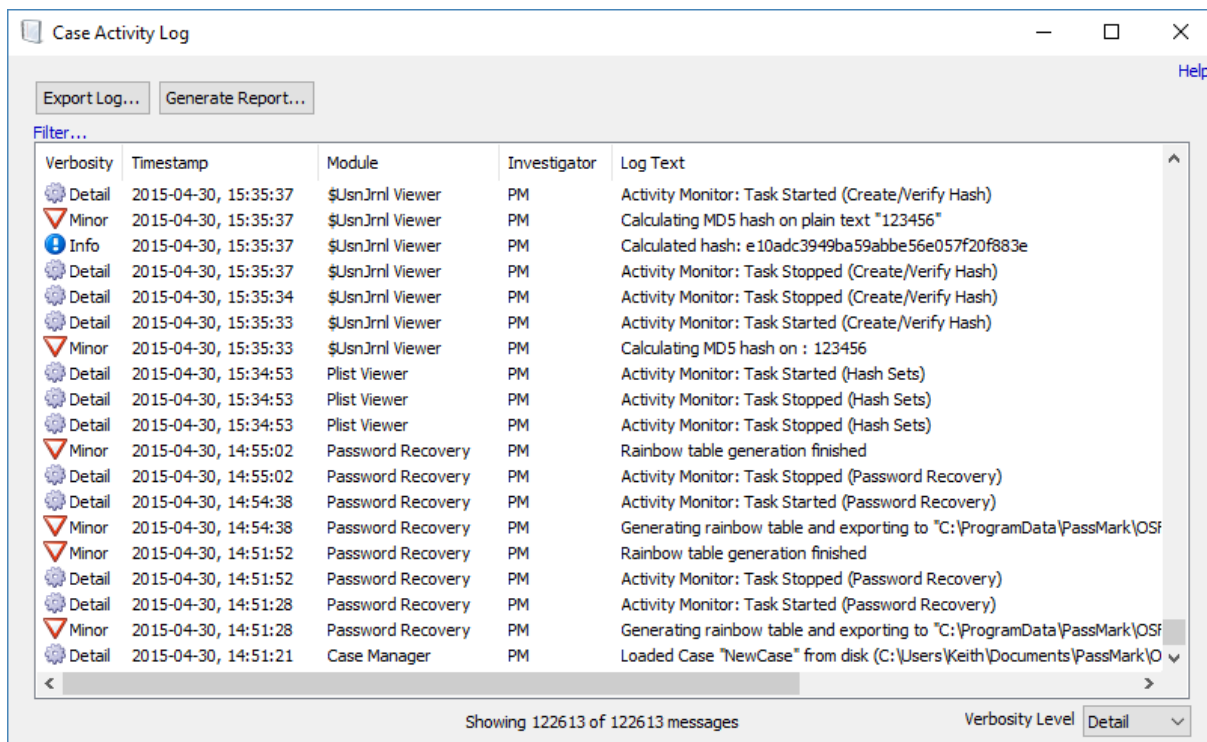 Case Activity Log
Help
Export Log... Generate Report...
Filter...
Verbosity Timestamp Module Investigator Log Text
Detail 2015-04-30, 15:35:37 $UsnJrnl Viewer PM Activity Monitor: Task Started (Create/Verify Hash)
Minor 2015-04-30, 15:35:37 $UsnJrnl Viewer PM Calculating MD5 hash on plain text "123456"
Info 2015-04-30, 15:35:37 $UsnJrnl Viewer PM Calculated hash: e10adc3949ba59abbe56e057f20f883e
Detail 2015-04-30, 15:35:37 $UsnJrnl Viewer PM Activity Monitor: Task Stopped (Create/Verify Hash)
Detail 2015-04-30, 15:35:34 $UsnJrnl Viewer PM Activity Monitor: Task Stopped (Create/Verify Hash)
Detail 2015-04-30, 15:35:33 $UsnJrnl Viewer PM Activity Monitor: Task Started (Create/Verify Hash)
Minor 2015-04-30, 15:35:33 $UsnJrnl Viewer PM Calculating MD5 hash on : 123456
Detail 2015-04-30, 15:34:53 Plist Viewer PM Activity Monitor: Task Started (Hash Sets)
Detail 2015-04-30, 15:34:53 Plist Viewer PM Activity Monitor: Task Stopped (Hash Sets)
Detail 2015-04-30, 15:34:53 Plist Viewer PM Activity Monitor: Task Stopped (Hash Sets)
Minor 2015-04-30, 14:55:02 Password Recovery PM Rainbow table generation finished
Detail 2015-04-30, 14:55:02 Password Recovery PM Activity Monitor: Task Stopped (Password Recovery)
Detail 2015-04-30, 14:54:38 Password Recovery PM Activity Monitor: Task Started (Password Recovery)
Minor 2015-04-30, 14:54:38 Password Recovery PM Generating rainbow table and exporting to "C:\ProgramData\PassMark\OSF
Minor 2015-04-30, 14:51:52 Password Recovery PM Rainbow table generation finished
Detail 2015-04-30, 14:51:52 Password Recovery PM Activity Monitor: Task Stopped (Password Recovery)
Detail 2015-04-30, 14:51:28 Password Recovery PM Activity Monitor: Task Started (Password Recovery)
Minor 2015-04-30, 14:51:28 Password Recovery PM Generating rainbow table and exporting to "C:\ProgramData\PassMark\OSF
Detail 2015-04-30, 14:51:21 Case Manager PM Loaded Case "NewCase" from disk (C:\Users\Keith\Documents\PassMark\O
Showing 122613 of 122613 messages Verbosity Level Detail